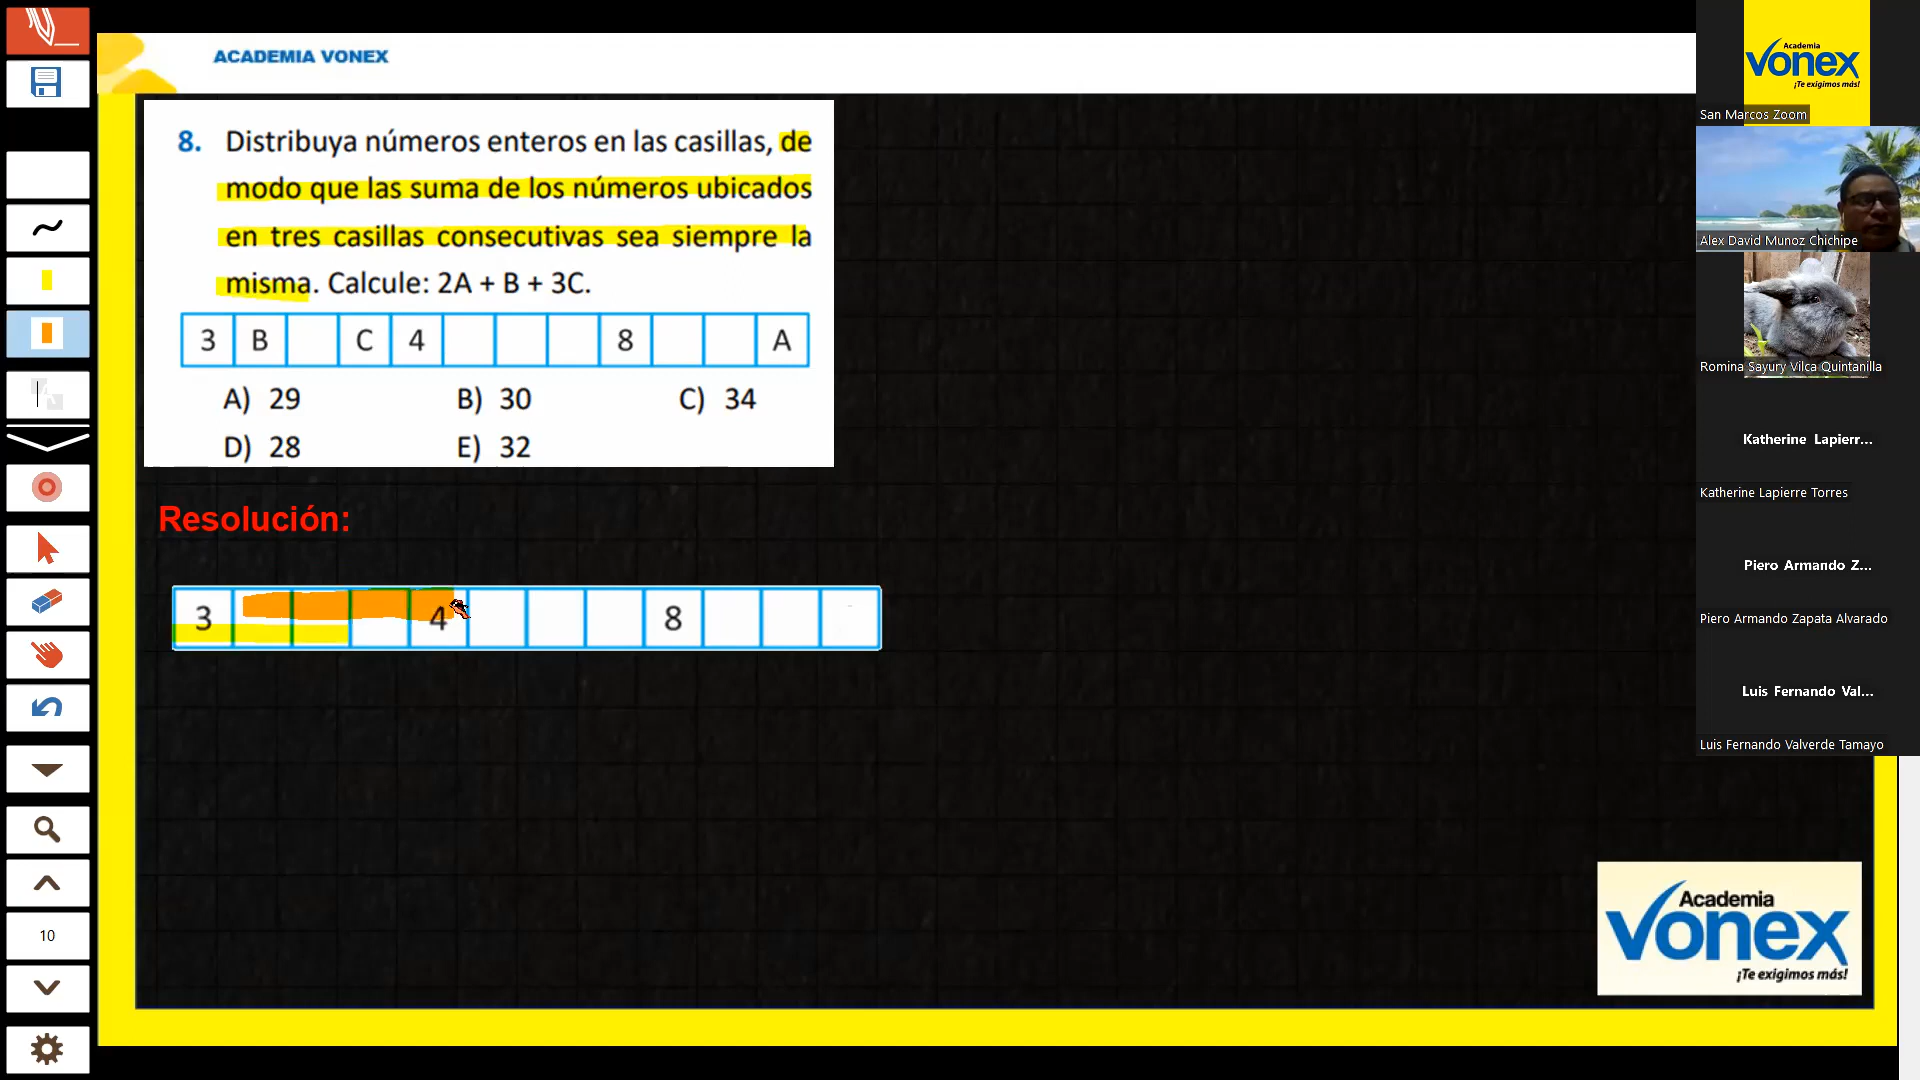 ACADEMIA VONEX
8. Distribuya números enteros en las casillas, de
modo que las suma de los números ubicados
en tres casillas consecutivas sea siempre la
misma. Calcule: 2A + B + 3C.
3 B C 4 8 A
A) 29 B) 30 C) 34
D) 28 E) 32
Resolución:
3 4 8
10
Academia
vonex
¡Te exigimos más!
San Marcos Zoom
Alex David Munoz Chichipe
Romina Sayury Vilca Quintanilla
Katherine Lapierr...
Katherine Lapierre Torres
Piero Armando Z...
Piero Armando Zapata Alvarado
Luis Fernando Val...
Luis Fernando Valverde Tamayo
Academia
vonex
¡Te exigimos más!